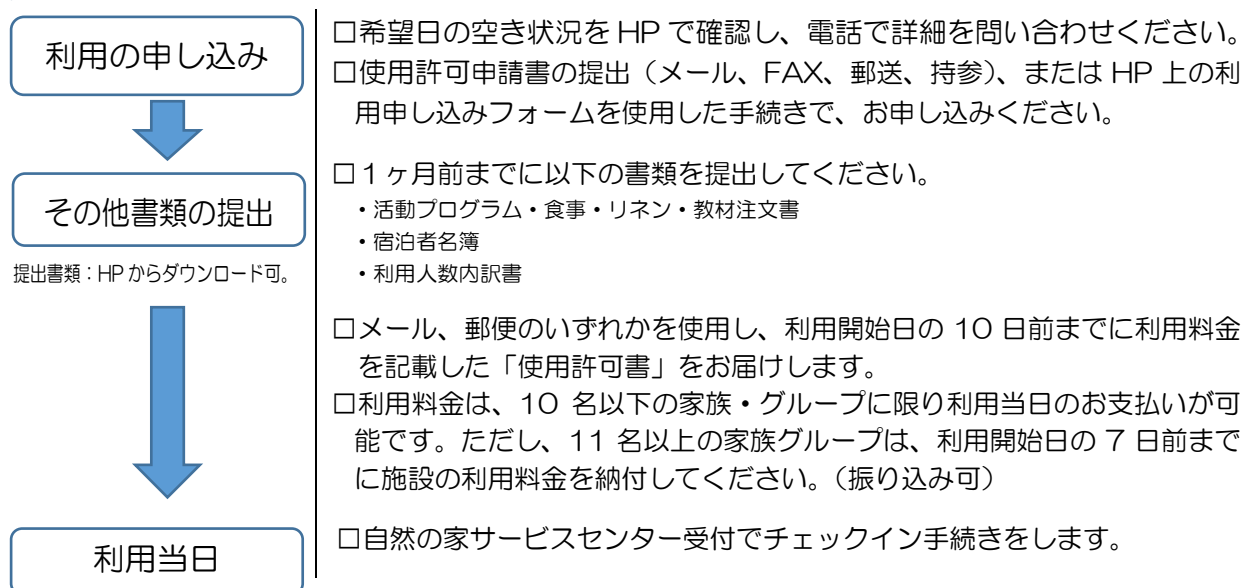 利用の申し込み
□希望日の空き状況を HP で確認し、電話で詳細を問い合わせください。
□使用許可申請書の提出（メール、FAX、郵送、持参）、または HP 上の利
用申し込みフォームを使用した手続きで、お申し込みください。
その他書類の提出
提出書類：HP からダウンロード可。
□１ヶ月前までに以下の書類を提出してください。
・活動プログラム・食事・リネン・教材注文書
・宿泊者名簿
・利用人数内訳書
□メール、郵便のいずれかを使用し、利用開始日の 10 日前までに利用料金
を記載した「使用許可書」をお届けします。
□利用料金は、10 名以下の家族・グループに限り利用当日のお支払いが可
能です。ただし、11 名以上の家族グループは、利用開始日の 7 日前まで
に施設の利用料金を納付してください。（振り込み可）
利用当日
□自然の家サービスセンター受付でチェックイン手続きをします。